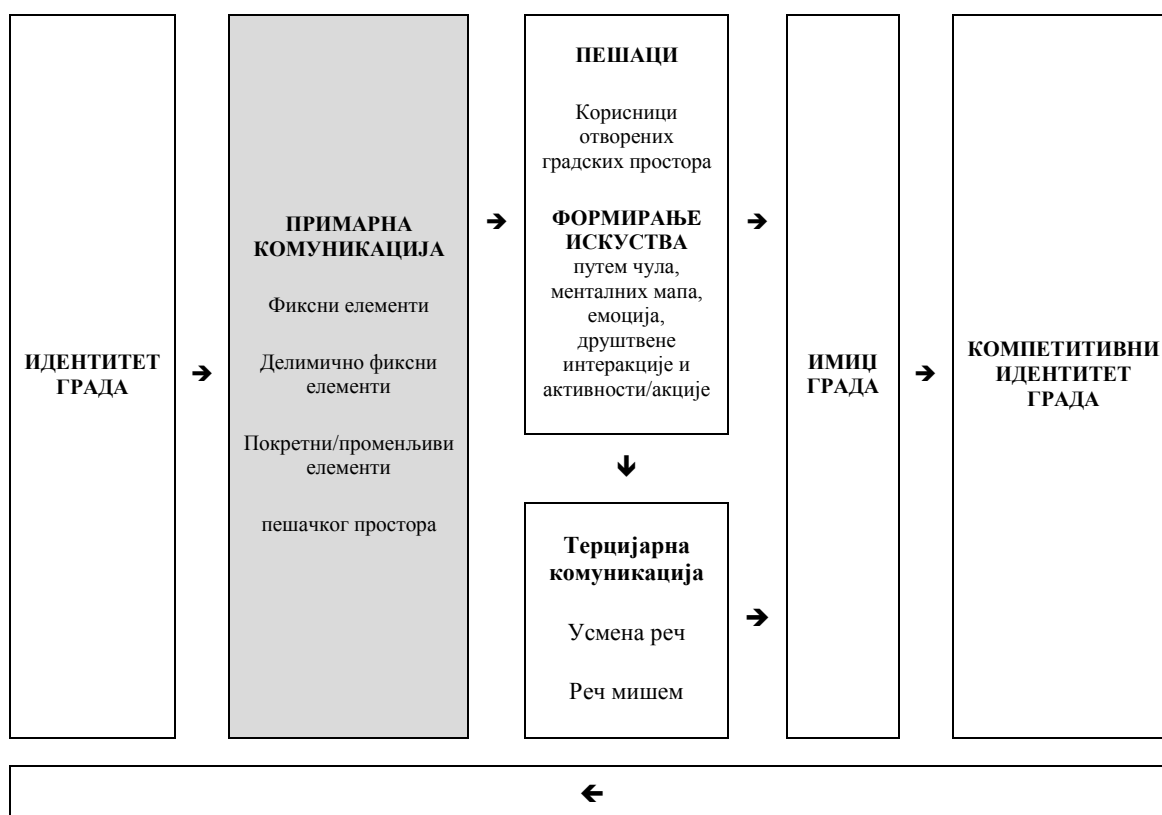 ИДЕНТИТЕТ
ГРАДА
➔
ПРИМАРНА
КОМУНИКАЦИЈА
Фиксни елементи
Делимично фиксни
елементи
Покретни/променљиви
елементи
пешачког простора
➔
ПЕШАЦИ
Корисници
отворених
градских простора
ФОРМИРАЊЕ
ИСКУСТВА
путем чула,
менталних мапа,
емоција,
друштвене
интеракције и
активности/акције
➔
Терцијарна
комуникација
Усмена реч
Реч мишем
➔
ИМИЏ
ГРАДА
➔
КОМПЕТИТИВНИ
ИДЕНТИТЕТ
ГРАДА